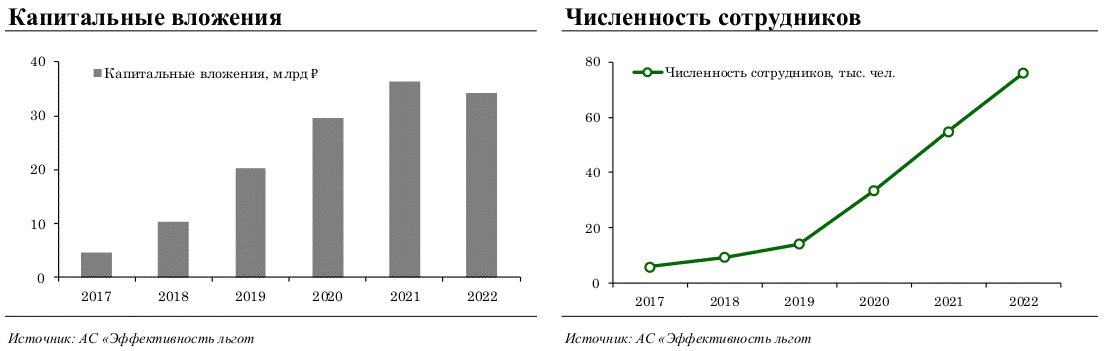 Капитальные вложения
Капитальные вложения, млрд ₽
40
30
20
10
0
2017 2018 2019 2020 2021 2022
Источник: АС «Эффективность льгот
Численность сотрудников
Численность сотрудников, тыс. чел.
80
60
40
20
0
2017 2018 2019 2020 2021 2022
Источник: АС «Эффективность льгот